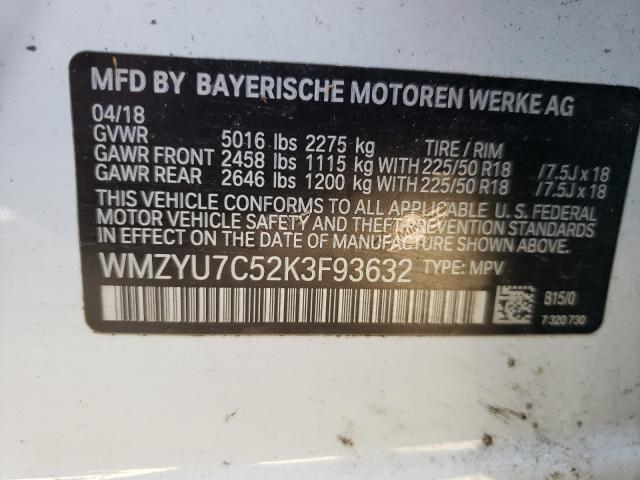 MFD BY BAYERISCHE MOTOREN WERKE AG
04/18
GVWR 5016 lbs 2275 kg TIRE / RIM
GAWR FRONT 2458 lbs 1115 kg WITH 225/50 R18 /7.5J x 18
GAWR REAR 2646 lbs 1200 kg WITH 225/50 R18 /7.5J x 18
THIS VEHICLE CONFORMS TO ALL APPLICABLE U. S. FEDERAL
MOTOR VEHICLE SAFETY AND THEFT PREVENTION STANDARDS
IN EFFECT ON THE DATE OF MANUFACTURE SHOWN ABOVE.
WMZYU7C52K3F93632 TYPE: MPV
B15/0
7 320 730